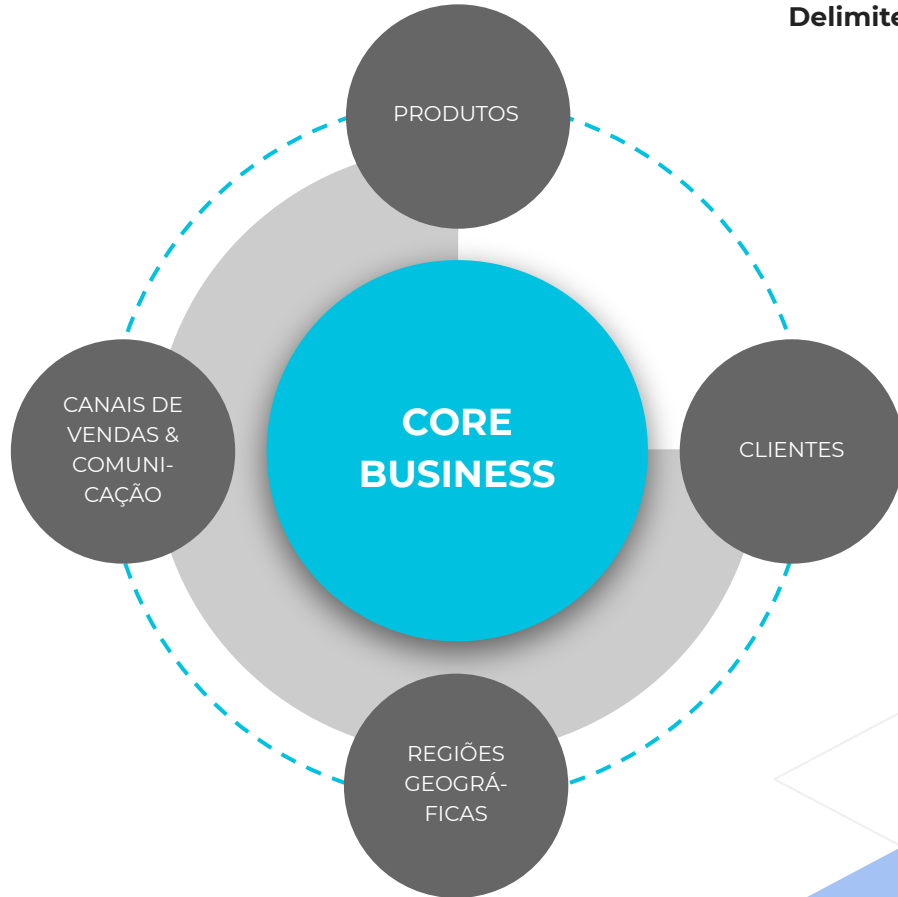 Delimite
PRODUTOS
CANAIS DE
VENDAS &
COMUNI-
CAÇÃO
CORE
BUSINESS
CLIENTES
REGIÕES
GEOGRÁ-
FICAS